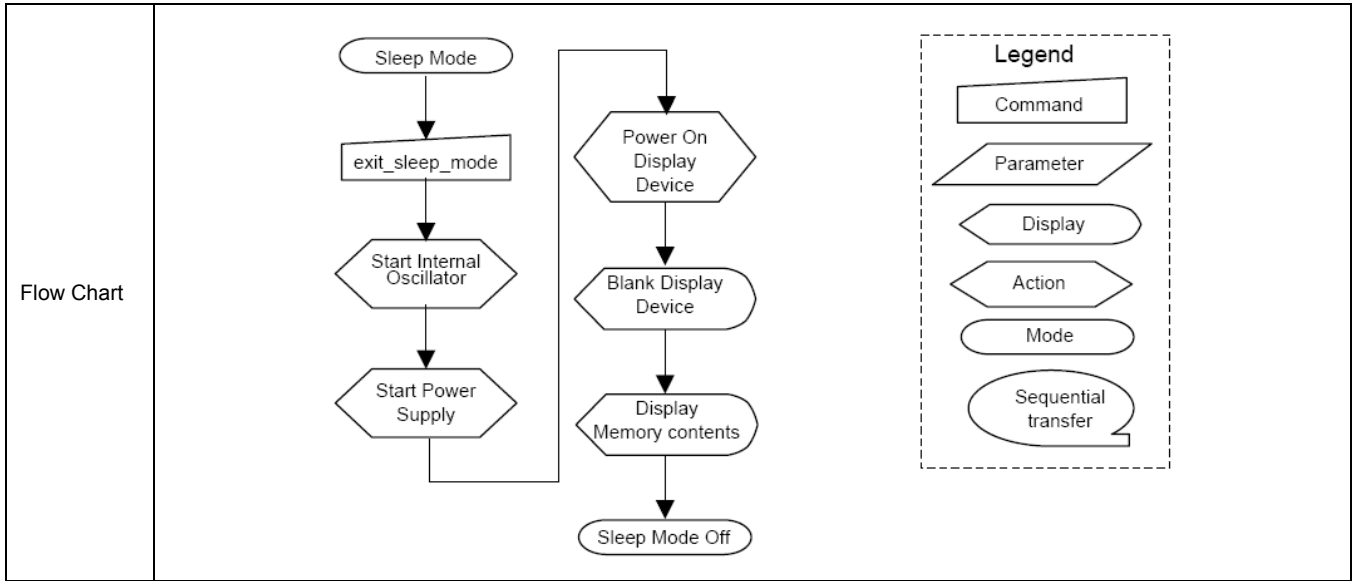 Flow Chart
Sleep Mode
exit_sleep_mode
Start Internal
Oscillator
Start Power
Supply
Power On
Display
Device
Blank Display
Device
Display
Memory contents
Sleep Mode Off
Legend
Command
Parameter
Display
Action
Mode
Sequential
transfer